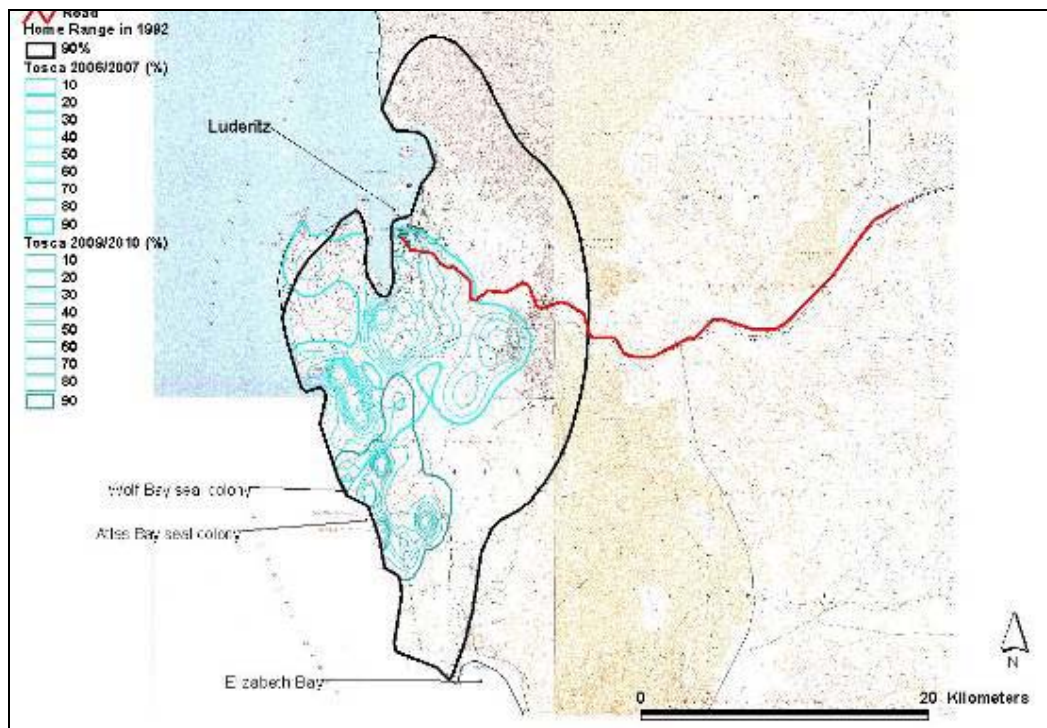 Road
Home Range in 1992
90%
Tosca 2006/2007 (%)
10
20
30
40
50
60
70
80
90
Tosca 2009/2010 (%)
10
20
30
40
50
60
70
80
90
Luderitz
Wolf Bay seal colony
Atlas Bay seal colony
E izabeth Bay
N
0 20 Kilometers